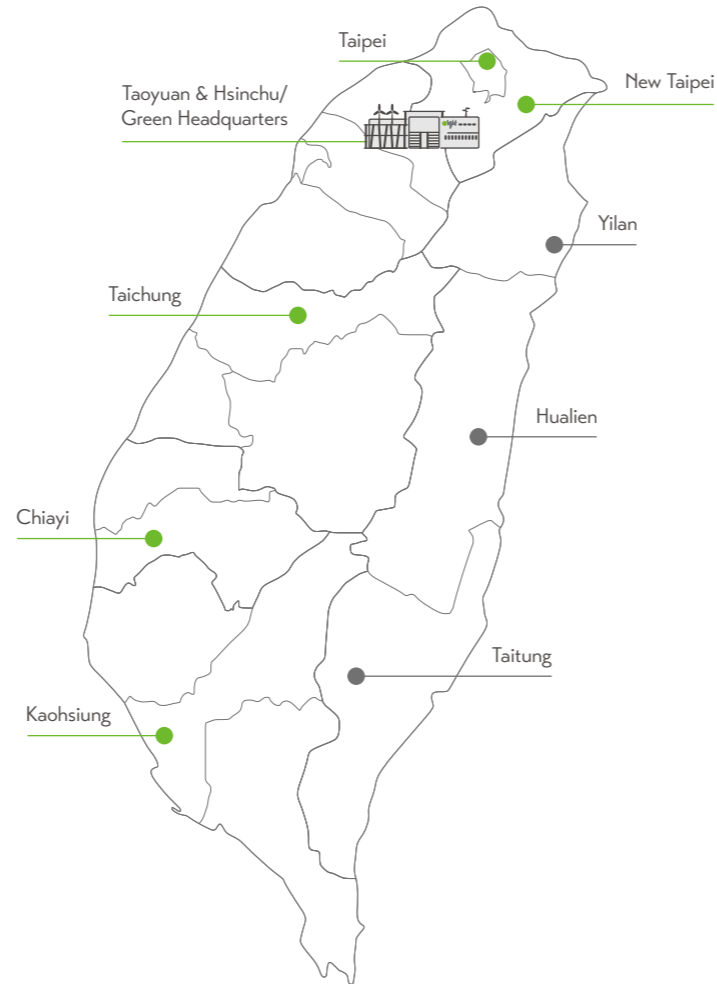 Taipei
New Taipei
Taoyuan & Hsinchu/
Green Headquarters
Yilan
Taichung
Hualien
Chiayi
Taitung
Kaohsiung